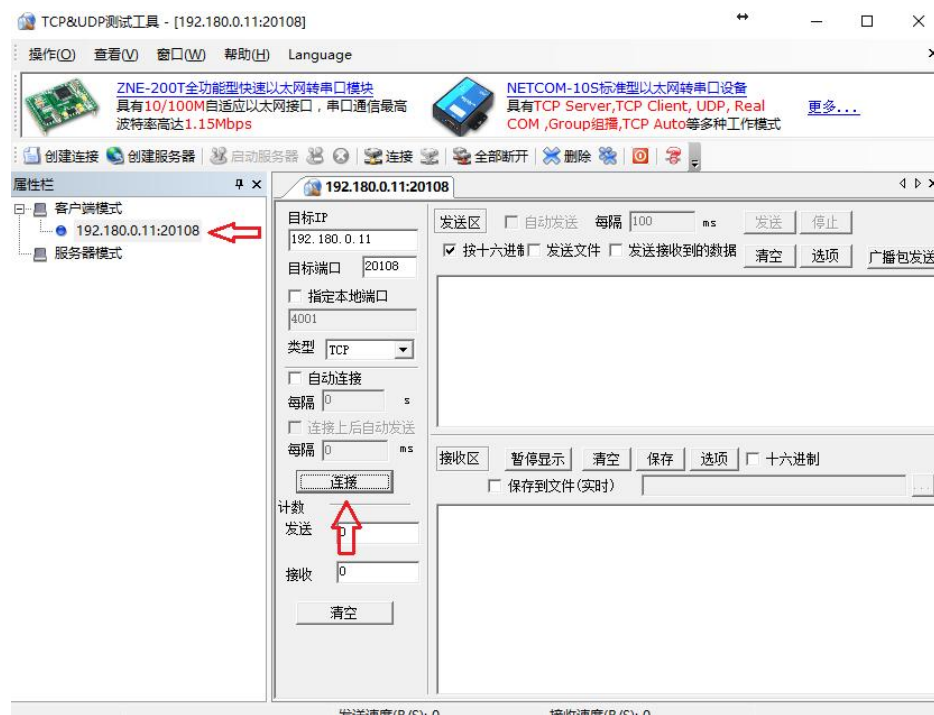 TCP&UDP测试工具 - [192.180.0.11:20108]
操作(O) 查看(V) 窗口(W) 帮助(H) Language
ZNE-200T全功能型快速以太网转串口模块
具有10/100M自适应以太网接口，串口通信最高
波特率高达1.15Mbps
NETCOM-10S标准型以太网转串口设备
具有TCP Server,TCP Client, UDP, Real
COM ,Group组播,TCP Auto等多种工作模式
更多...
创建连接 创建服务器 启动服务器 连接 全部断开 删除
属性栏
客户端模式
192.180.0.11:20108
服务器模式
192.180.0.11:20108
目标IP
192.180.0.11
目标端口 20108
指定本地端口
4001
类型 TCP
自动连接
每隔 0 s
连接上后自动发送
每隔 0 ms
连接
计数
发送 0
接收 0
清空
发送区 自动发送 每隔 100 ms 发送 停止
按十六进制 发送文件 发送接收到的数据 清空 选项 广播包发送
接收区 暂停显示 清空 保存 选项 十六进制
保存到文件(实时) ...
发送速度(B/S): 0 接收速度(B/S): 0